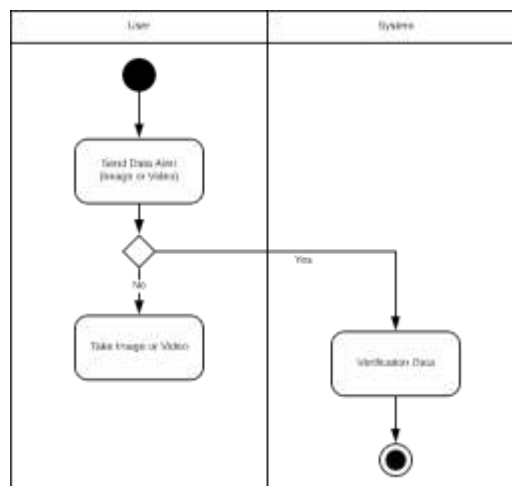 User
System
Send Data Alert
(Image or Video)
Yes
No
Take Image or Video
Verification Data